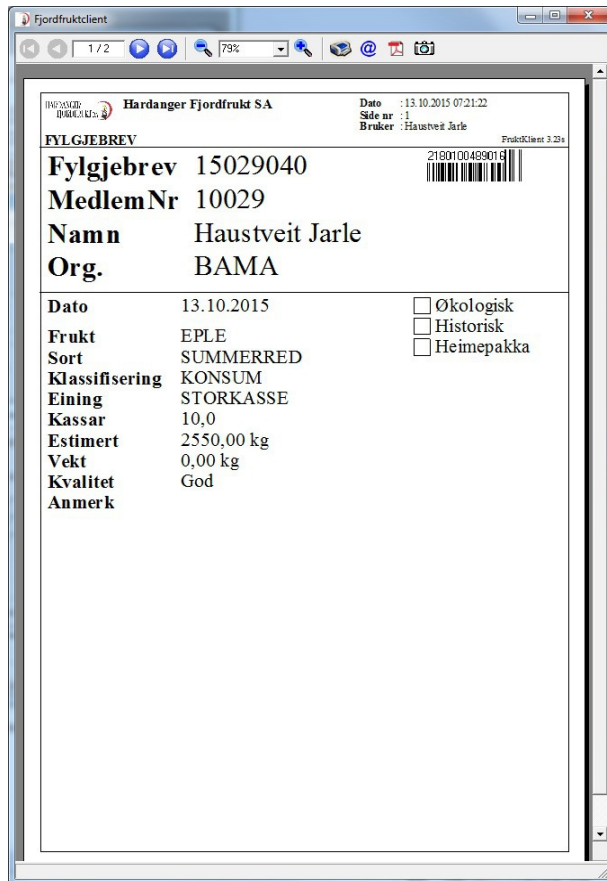 Fjordfruktclient
1/2
79%
Hardanger Fjordfrukt SA
Dato : 13.10.2015 07:21:22
Side nr : 1
Bruker : Haustveit Jarle
FYLGJEBREV
FruktKlient 3.23s
Fylgjebrev 15029040
2180100489016
MedlemNr 10029
Namn Haustveit Jarle
Org. BAMA
Dato 13.10.2015
Økologisk
Historisk
Heimepakka
Frukt EPLE
Sort SUMMERRED
Klassifisering KONSUM
Eining STORKASSE
Kassar 10,0
Estimert 2550,00 kg
Vekt 0,00 kg
Kvalitet God
Anmerk